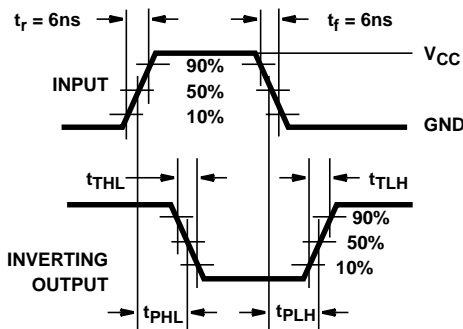 t_r = 6ns t_f = 6ns
V_CC
90%
INPUT 50%
10%
GND
t_THL t_TLH
90%
50%
INVERTING 10%
OUTPUT
t_PHL t_PLH